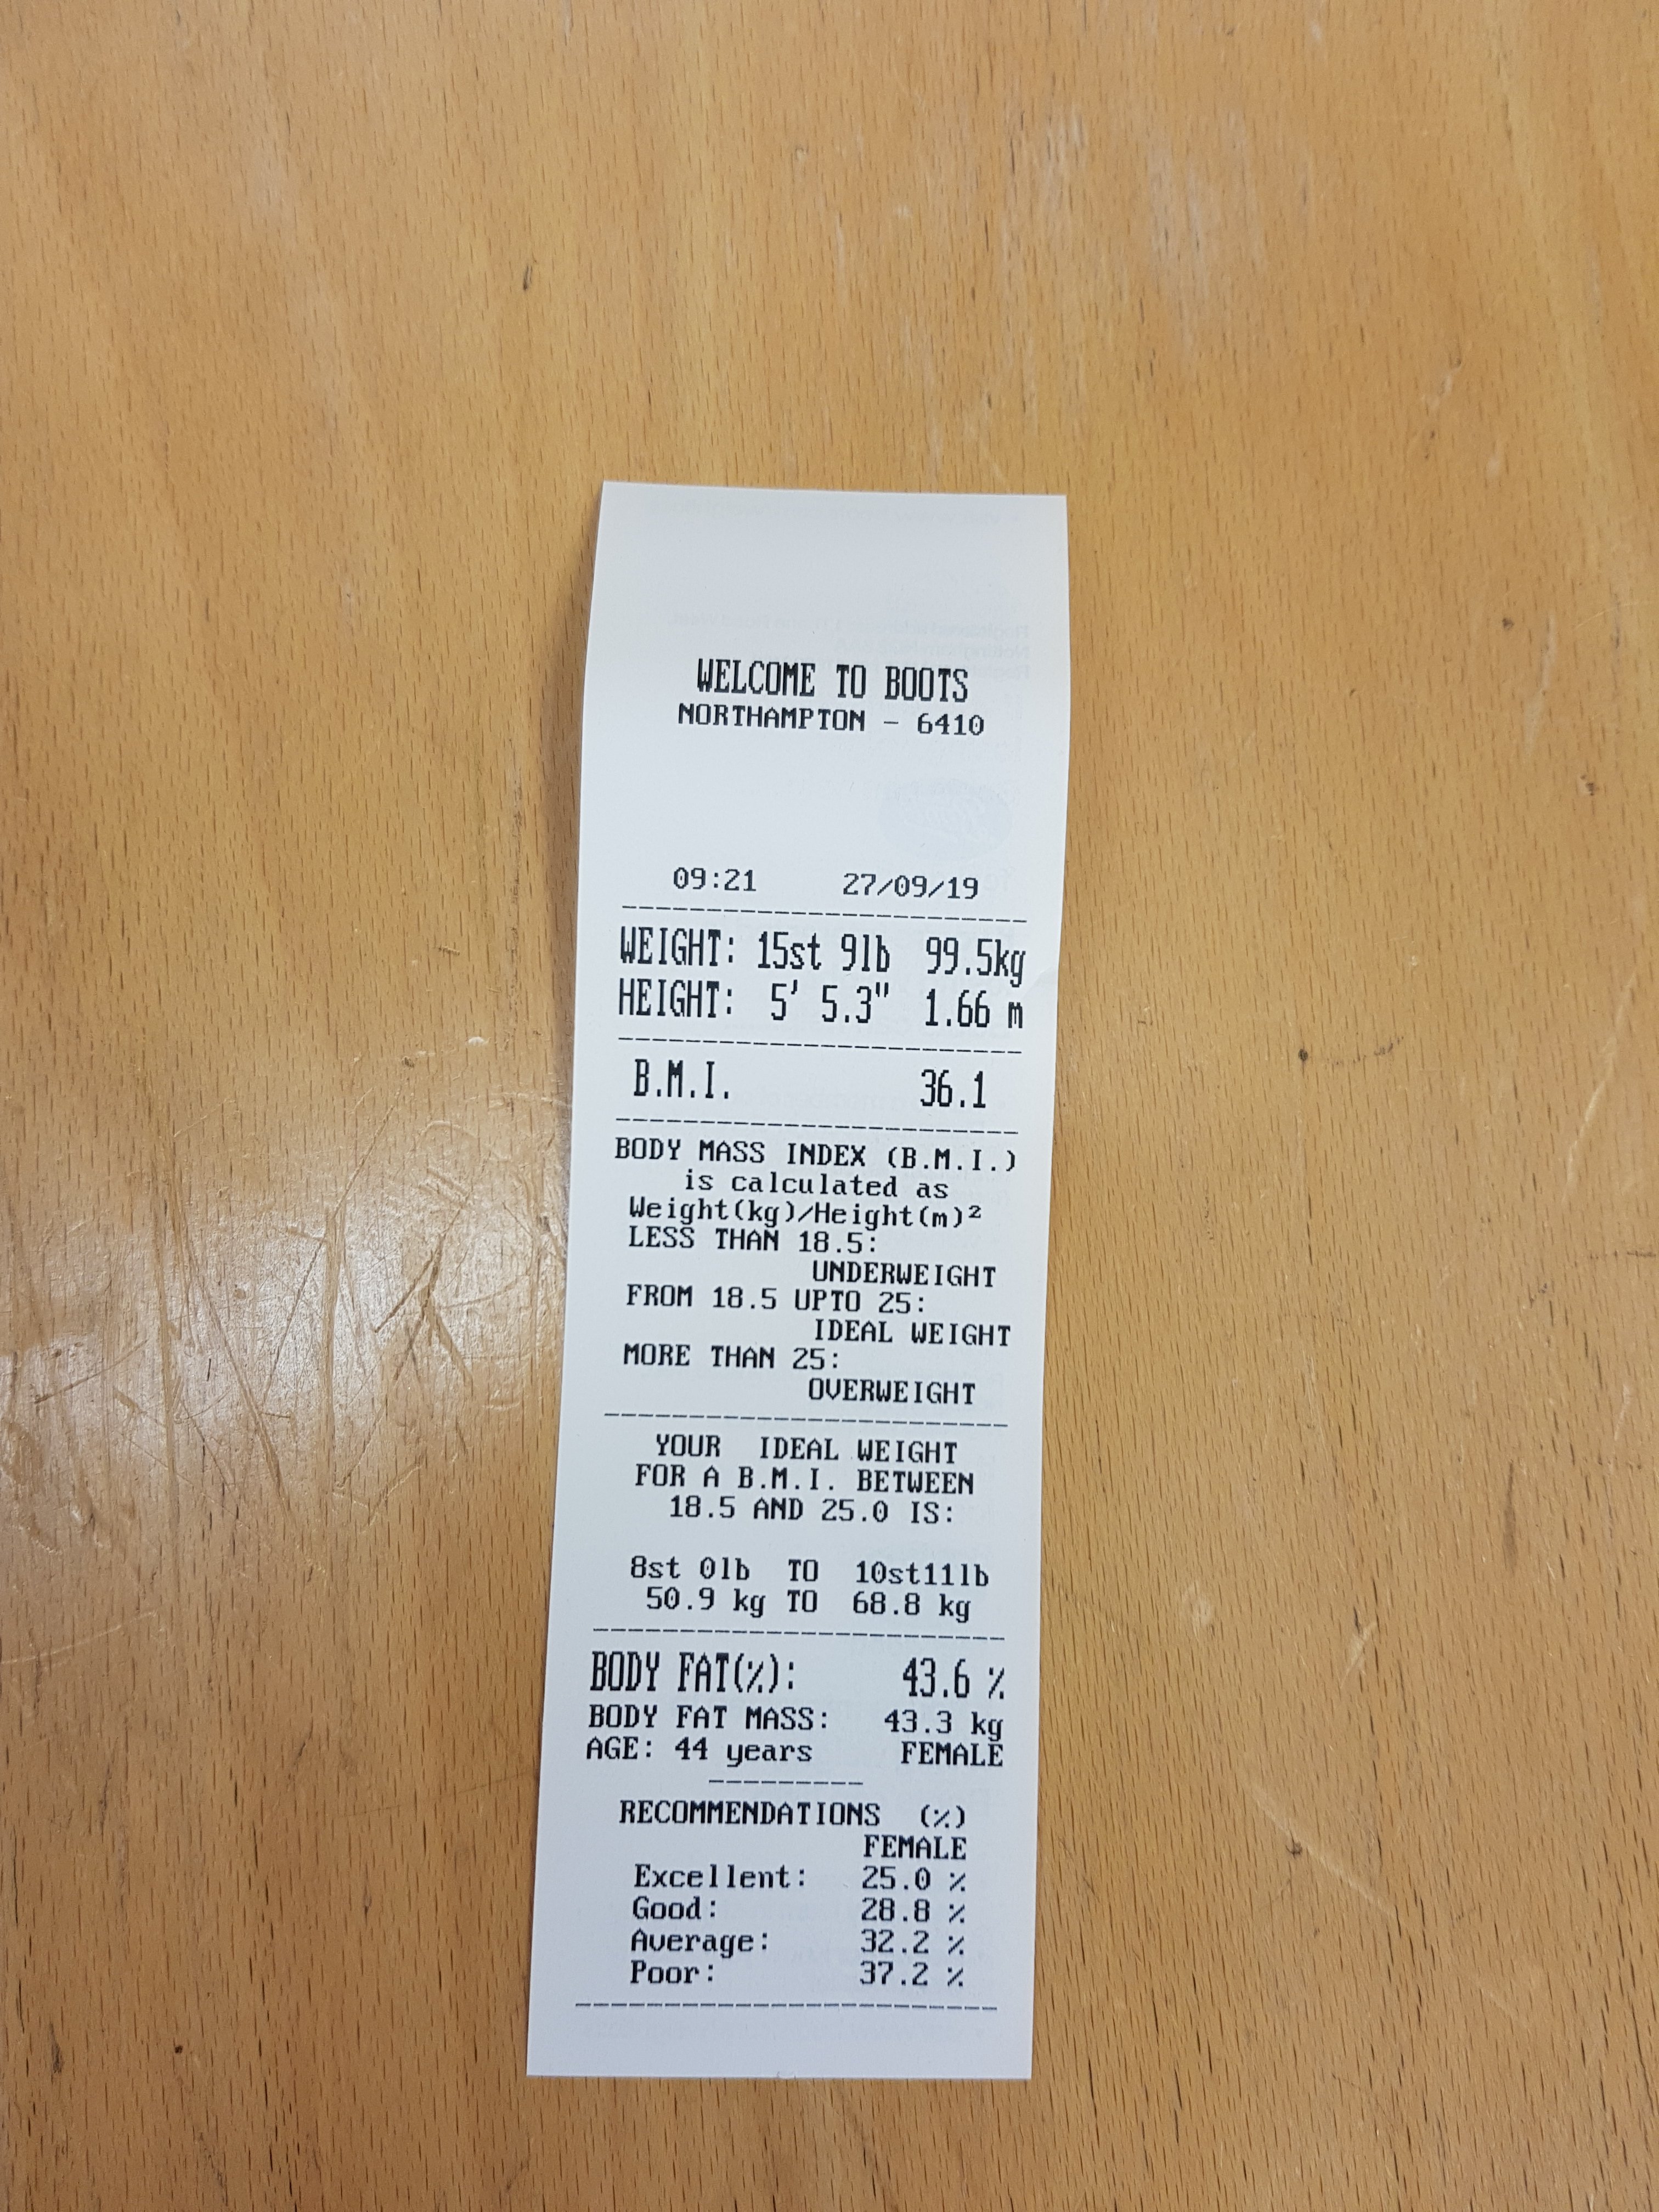 WELCOME TO BOOTS
NORTHAMPTON - 6410
09:21 27/09/19
WEIGHT: 15st 9lb 99.5kg
HEIGHT: 5' 5.3" 1.66 m
B.M.I. 36.1
BODY MASS INDEX (B.M.I.)
is calculated as
Weight(kg)/Height(m)²
LESS THAN 18.5:
UNDERWEIGHT
FROM 18.5 UPTO 25:
IDEAL WEIGHT
MORE THAN 25:
OVERWEIGHT
YOUR IDEAL WEIGHT
FOR A B.M.I. BETWEEN
18.5 AND 25.0 IS:
8st 0lb TO 10st11lb
50.9 kg TO 68.8 kg
BODY FAT(%): 43.6 %
BODY FAT MASS: 43.3 kg
AGE: 44 years FEMALE
RECOMMENDATIONS (%)
FEMALE
Excellent: 25.0 %
Good: 28.8 %
Average: 32.2 %
Poor: 37.2 %